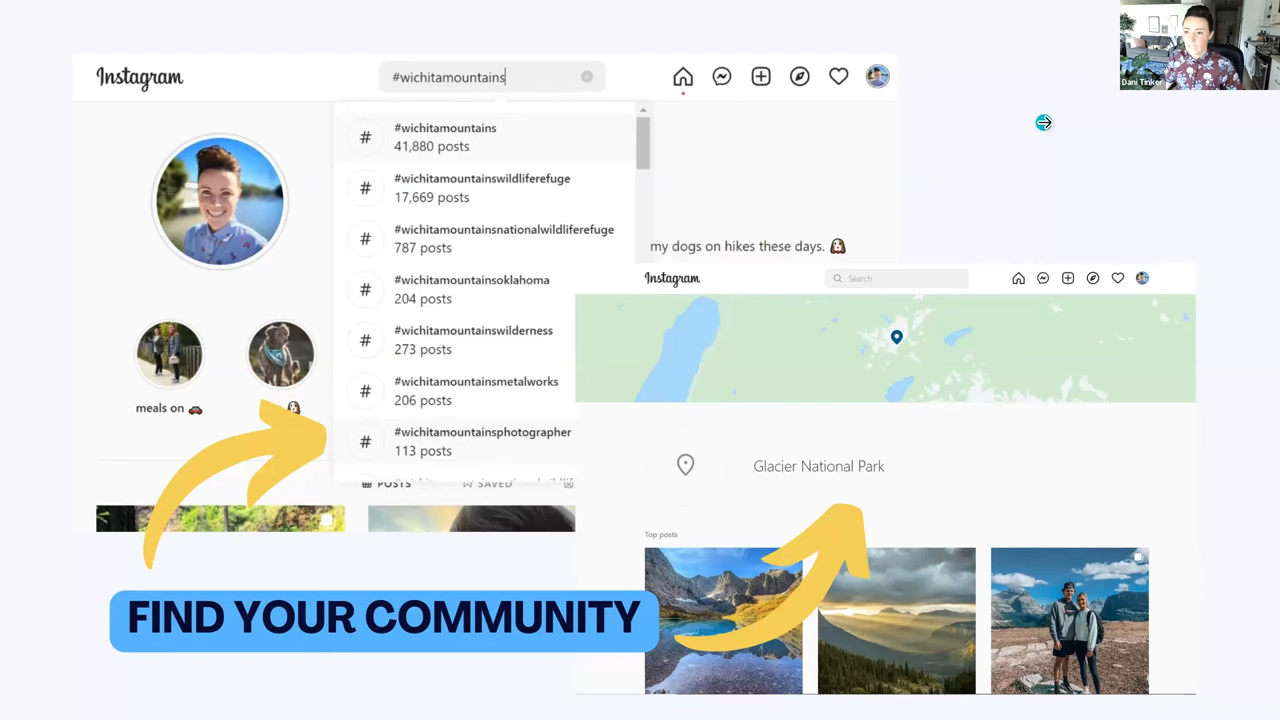 Dani Tinker
Instagram
#wichitamountains
#wichitamountains
41,880 posts
#wichitamountainswildliferefuge
17,669 posts
#wichitamountainsnationalwildliferefuge
787 posts
#wichitamountainsoklahoma
204 posts
#wichitamountainswilderness
273 posts
#wichitamountainsmetalworks
206 posts
#wichitamountainsphotographer
113 posts
my dogs on hikes these days.
meals on
POSTS
SAVED
Instagram
Search
Glacier National Park
Top posts
FIND YOUR COMMUNITY